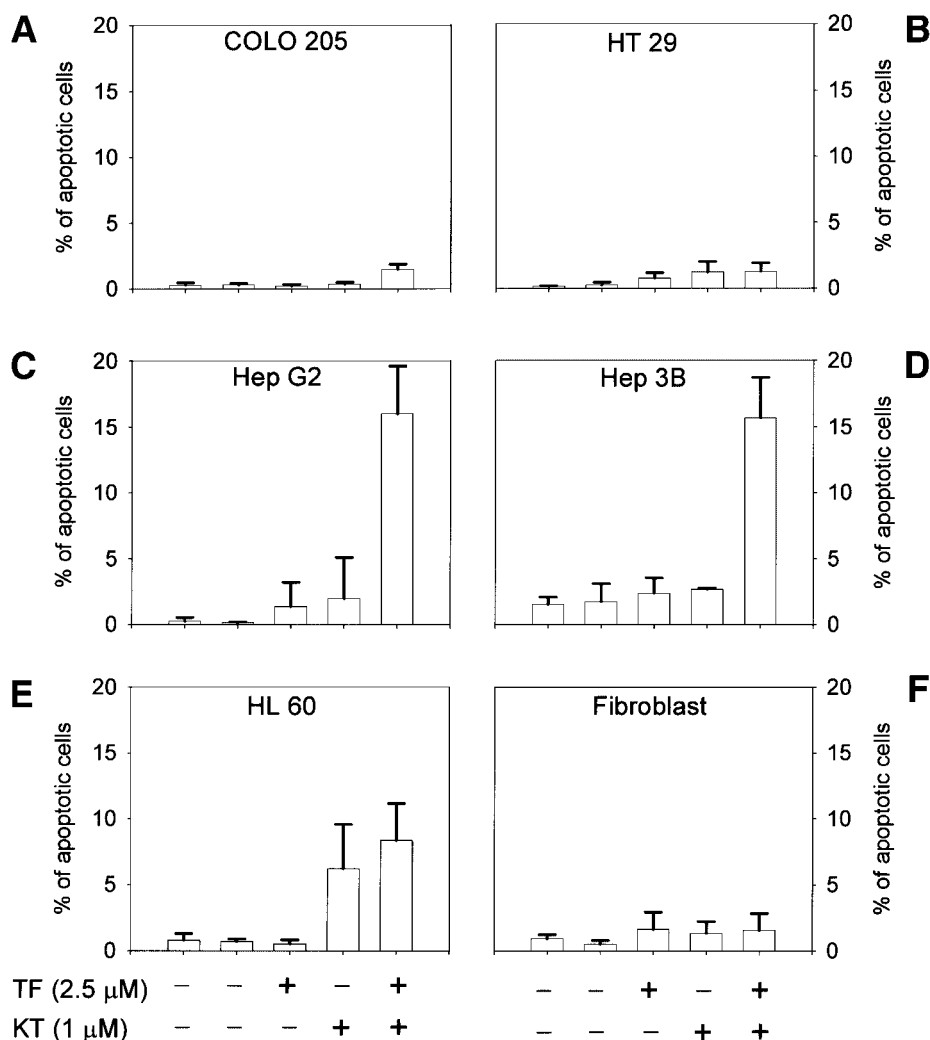 A
COLO 205
% of apoptotic cells
20
15
10
5
0
B
HT 29
% of apoptotic cells
20
15
10
5
0
C
Hep G2
% of apoptotic cells
20
15
10
5
0
D
Hep 3B
% of apoptotic cells
20
15
10
5
0
E
HL 60
% of apoptotic cells
20
15
10
5
0
F
Fibroblast
% of apoptotic cells
20
15
10
5
0
TF (2.5 μM) – – + – + – – + – +
KT (1 μM) – – – + + – – – + +